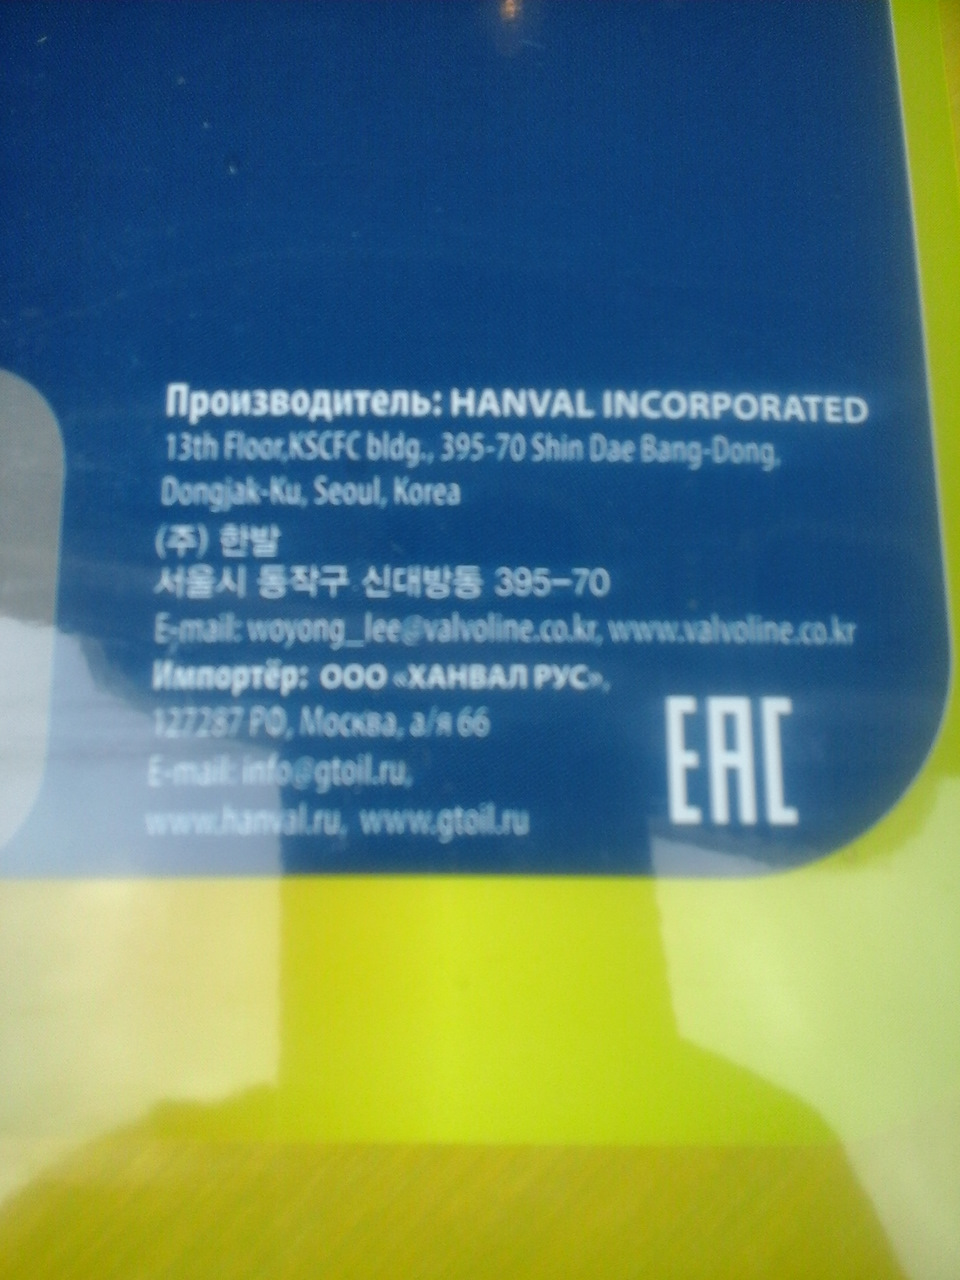 Производитель: HANVAL INCORPORATED
13th Floor,KSCFC bldg., 395-70 Shin Dae Bang-Dong,
Dongjak-Ku, Seoul, Korea
(주) 한발
서울시 동작구 신대방동 395-70
E-mail: woyong_lee@valvoline.co.kr, www.valvoline.co.kr
Импортёр: ООО «ХАНВАЛ РУС»,
127287 РФ, Москва, а/я 66
E-mail: info@gtoil.ru,
www.hanval.ru, www.gtoil.ru
EAC